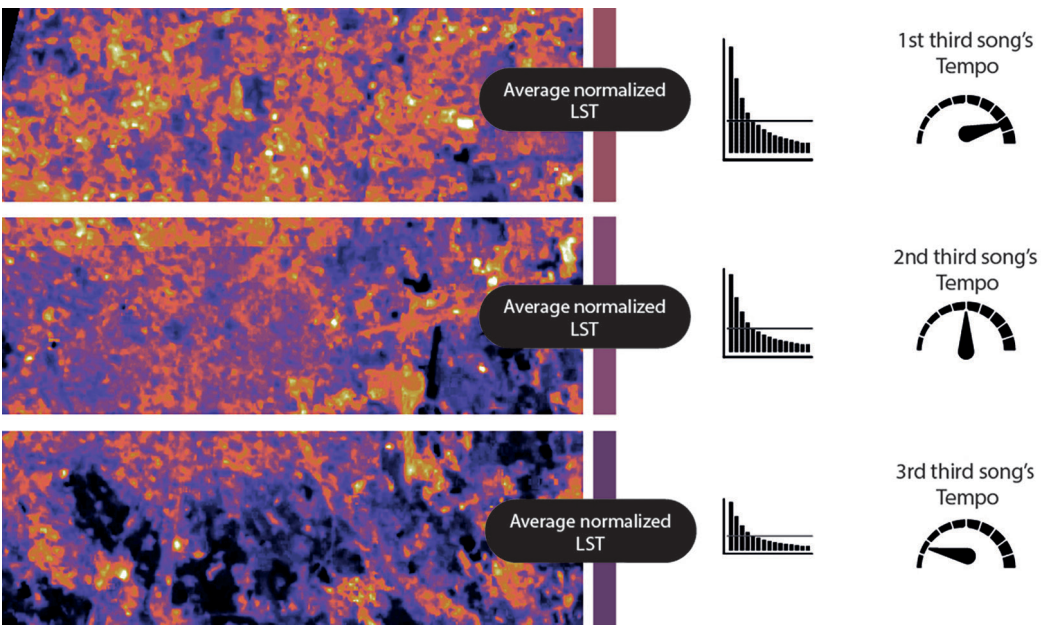 Average normalized
LST
1st third song's
Tempo
Average normalized
LST
2nd third song's
Tempo
Average normalized
LST
3rd third song's
Tempo